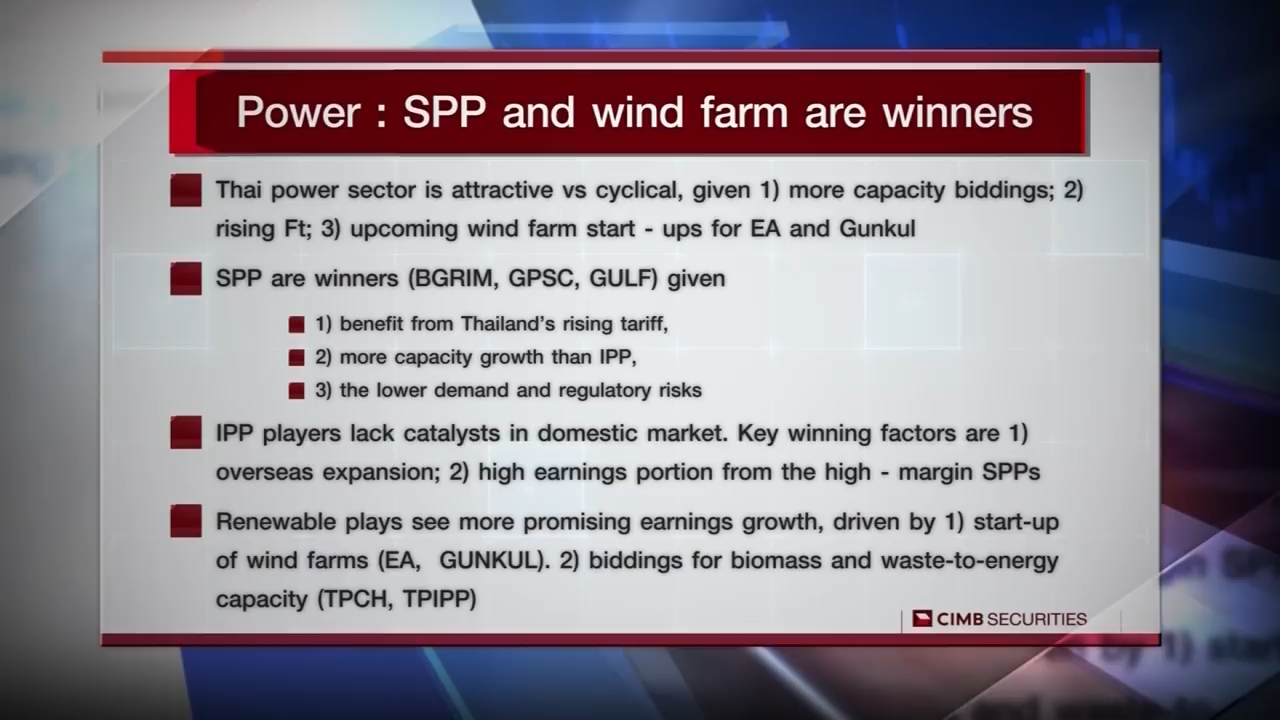 Power : SPP and wind farm are winners
Thai power sector is attractive vs cyclical, given 1) more capacity biddings; 2)
rising Ft; 3) upcoming wind farm start - ups for EA and Gunkul
SPP are winners (BGRIM, GPSC, GULF) given
1) benefit from Thailand's rising tariff,
2) more capacity growth than IPP,
3) the lower demand and regulatory risks
IPP players lack catalysts in domestic market. Key winning factors are 1)
overseas expansion; 2) high earnings portion from the high - margin SPPs
Renewable plays see more promising earnings growth, driven by 1) start-up
of wind farms (EA, GUNKUL). 2) biddings for biomass and waste-to-energy
capacity (TPCH, TPIPP)
CIMB SECURITIES